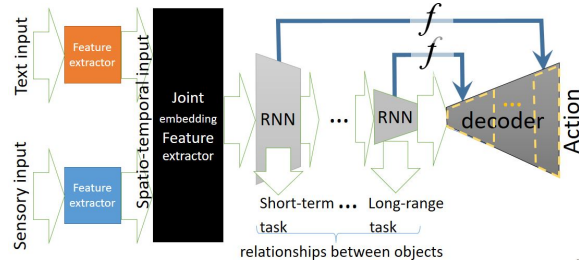 Text input
Feature
extractor
Sensory input
Feature
extractor
Spatio-temporal input
Joint
embedding
Feature
extractor
RNN
...
RNN
f
f
decoder
...
Action
Short-term ... Long-range
task task
relationships between objects